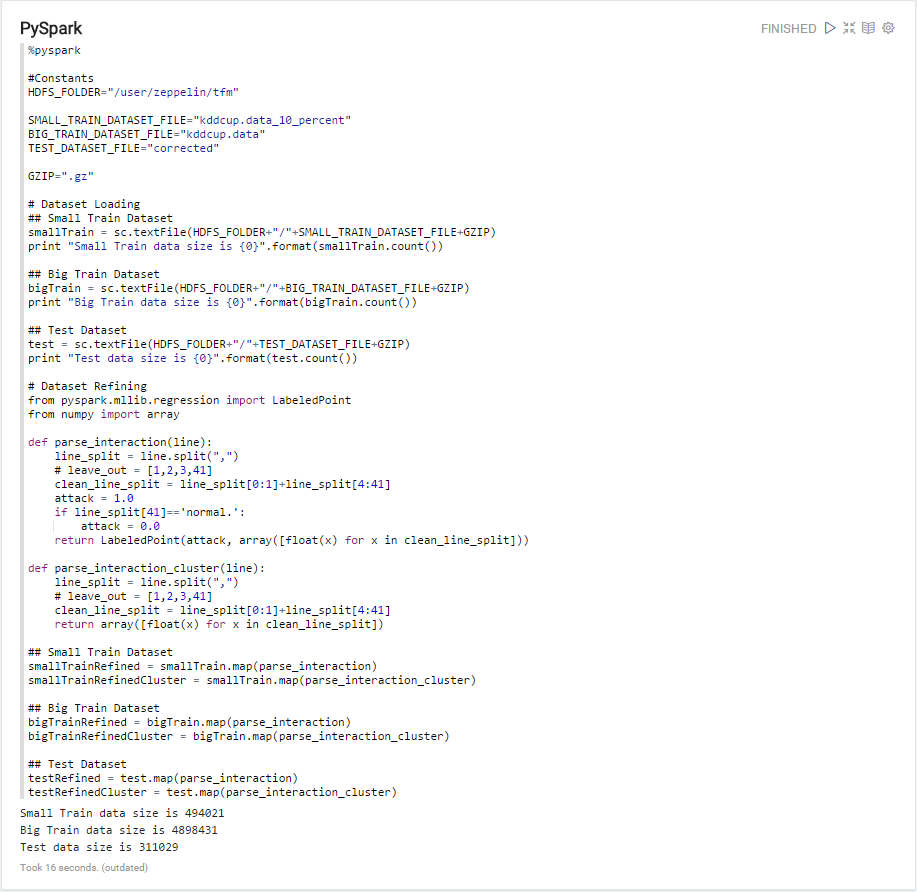 PySpark
FINISHED
%pyspark
#Constants
HDFS_FOLDER="/user/zeppelin/tfm"
SMALL_TRAIN_DATASET_FILE="kddcup.data_10_percent"
BIG_TRAIN_DATASET_FILE="kddcup.data"
TEST_DATASET_FILE="corrected"
GZIP=".gz"
# Dataset Loading
## Small Train Dataset
smallTrain = sc.textFile(HDFS_FOLDER+"/"+SMALL_TRAIN_DATASET_FILE+GZIP)
print "Small Train data size is {0}".format(smallTrain.count())
## Big Train Dataset
bigTrain = sc.textFile(HDFS_FOLDER+"/"+BIG_TRAIN_DATASET_FILE+GZIP)
print "Big Train data size is {0}".format(bigTrain.count())
## Test Dataset
test = sc.textFile(HDFS_FOLDER+"/"+TEST_DATASET_FILE+GZIP)
print "Test data size is {0}".format(test.count())
# Dataset Refining
from pyspark.mllib.regression import LabeledPoint
from numpy import array
def parse_interaction(line):
    line_split = line.split(",")
    # leave_out = [1,2,3,41]
    clean_line_split = line_split[0:1]+line_split[4:41]
    attack = 1.0
    if line_split[41]=='normal.':
        attack = 0.0
    return LabeledPoint(attack, array([float(x) for x in clean_line_split]))
def parse_interaction_cluster(line):
    line_split = line.split(",")
    # leave_out = [1,2,3,41]
    clean_line_split = line_split[0:1]+line_split[4:41]
    return array([float(x) for x in clean_line_split])
## Small Train Dataset
smallTrainRefined = smallTrain.map(parse_interaction)
smallTrainRefinedCluster = smallTrain.map(parse_interaction_cluster)
## Big Train Dataset
bigTrainRefined = bigTrain.map(parse_interaction)
bigTrainRefinedCluster = bigTrain.map(parse_interaction_cluster)
## Test Dataset
testRefined = test.map(parse_interaction)
testRefinedCluster = test.map(parse_interaction_cluster)
Small Train data size is 494021
Big Train data size is 4898431
Test data size is 311029
Took 16 seconds. (outdated)